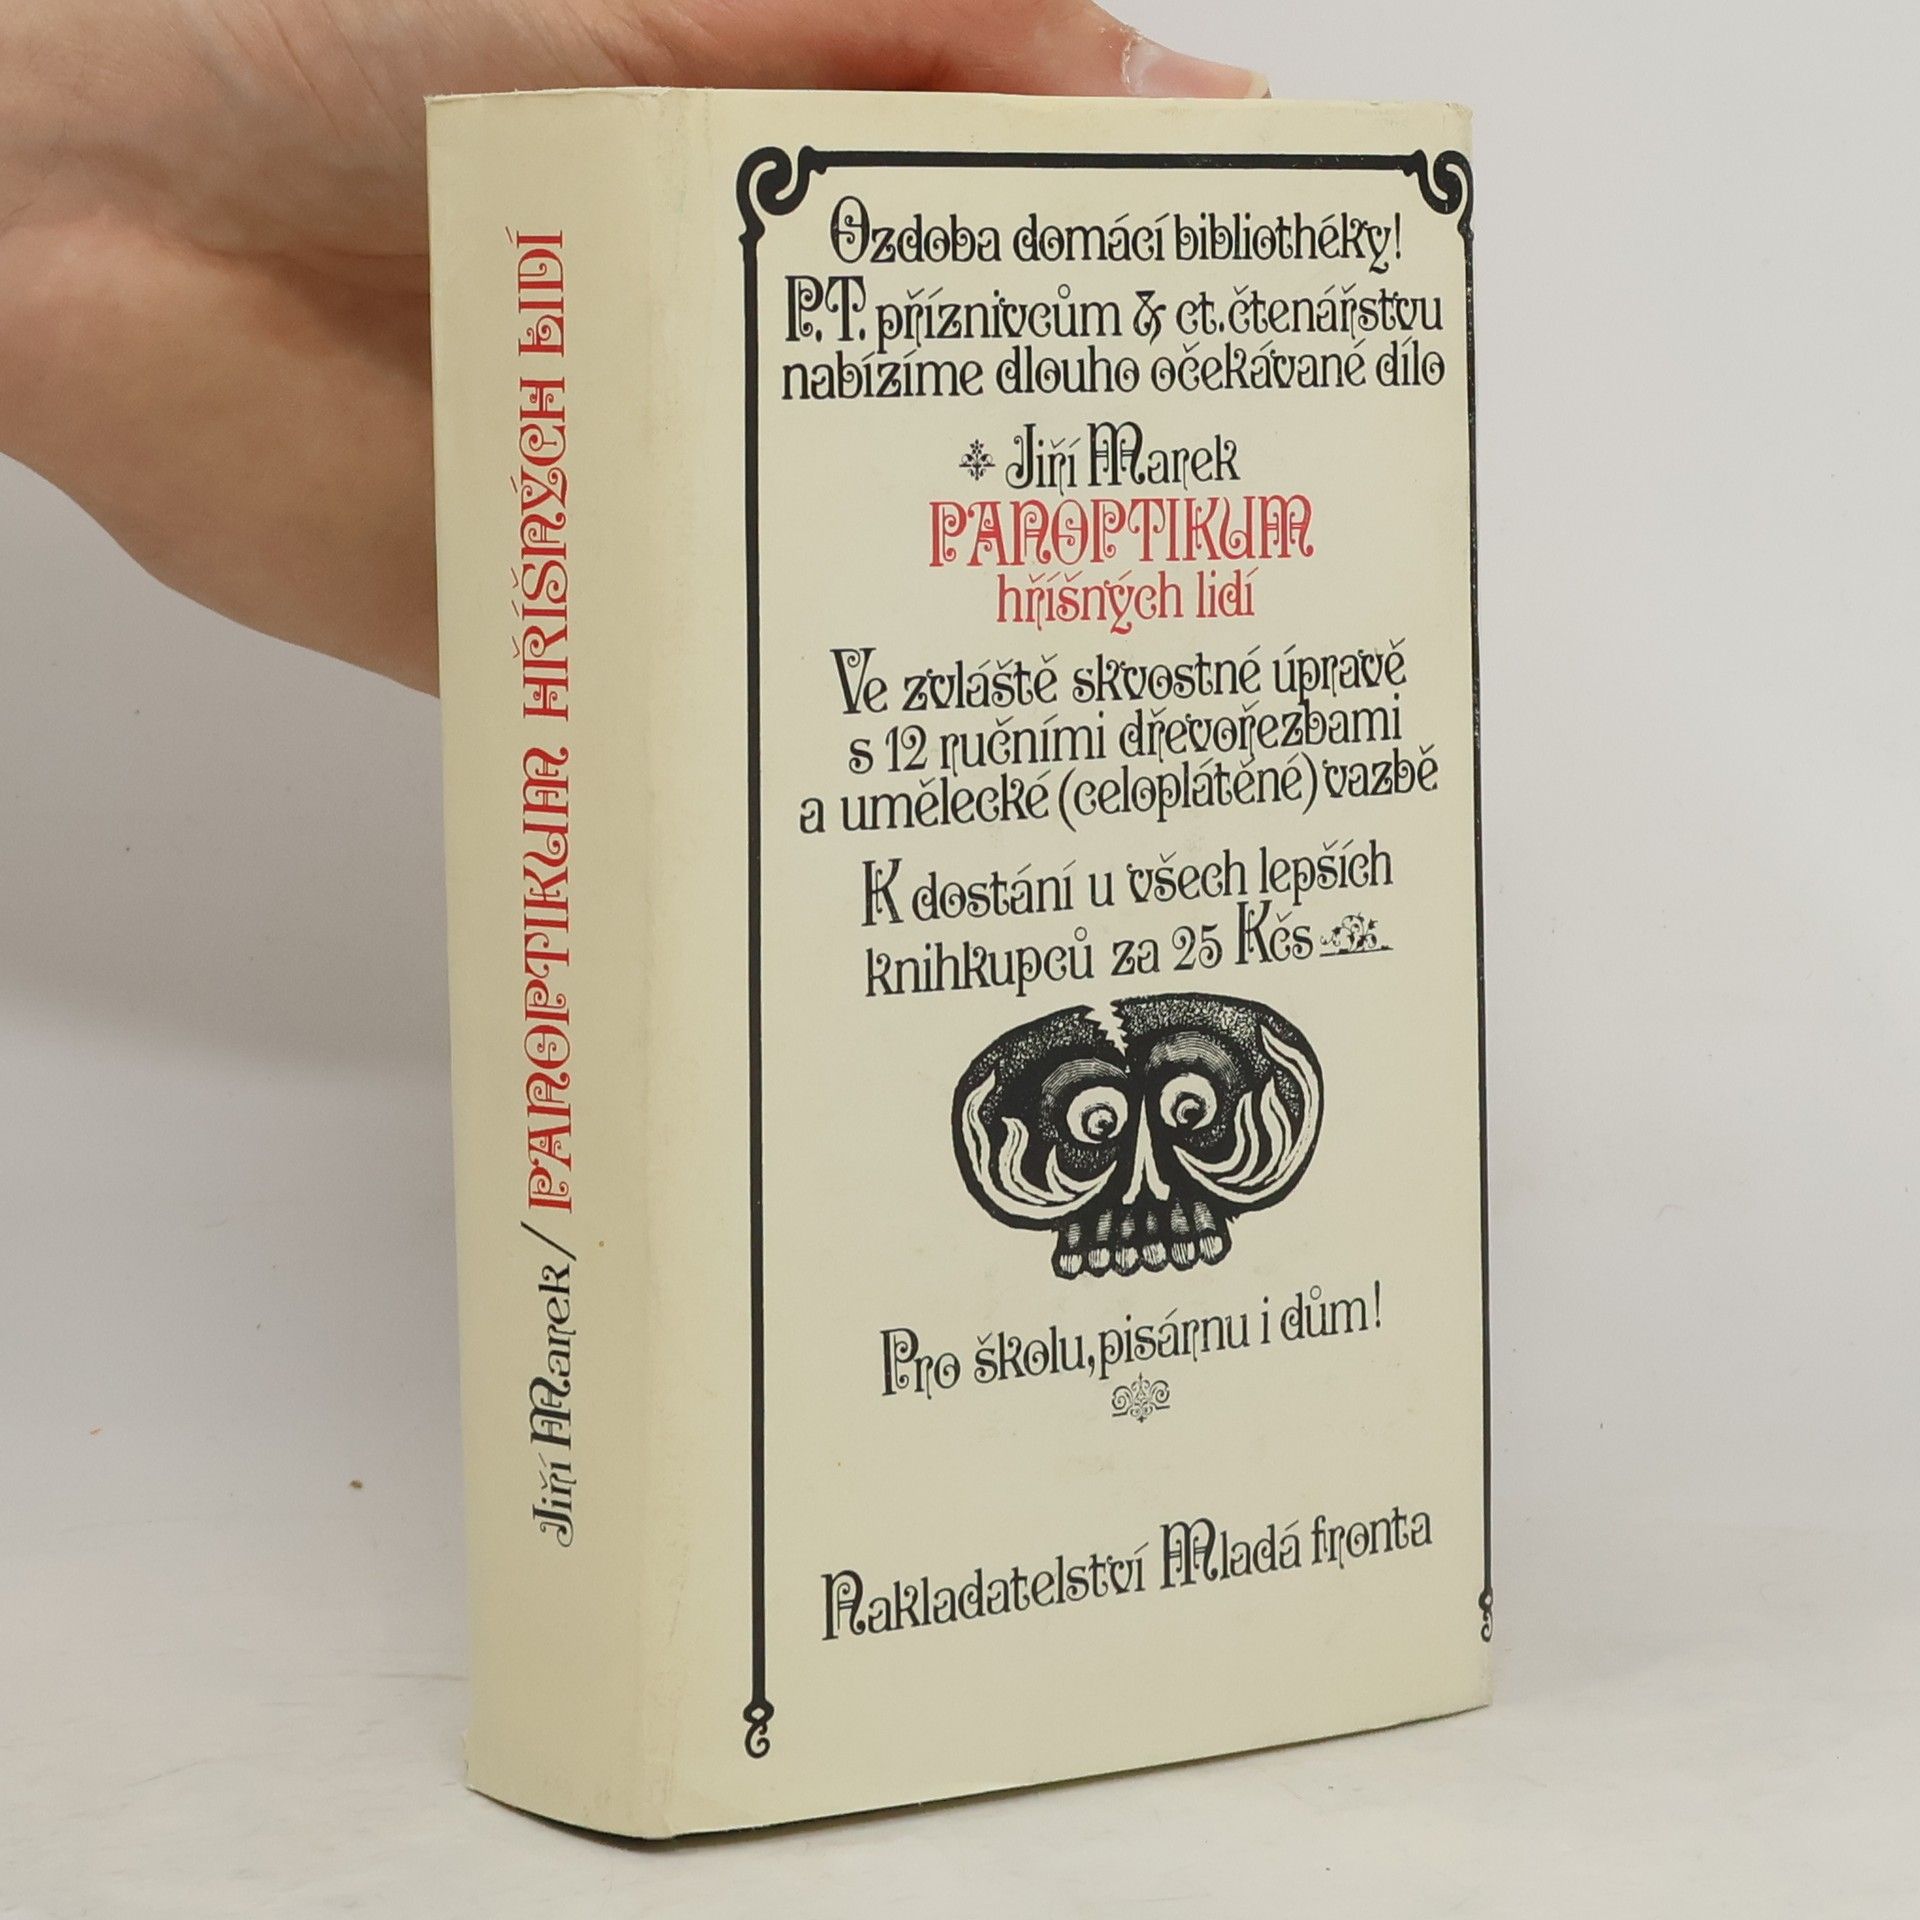 Jiří Marek / PANOPTIKUM HŘÍŠNÝCH LIDÍ
Ozdoba domácí bibliothéky!
P.T. příznivcům & ct. čtenářstvu
nabízíme dlouho očekávané dílo
Jiří Marek
PANOPTIKUM
hříšných lidí
Ve zvláště skvostné úpravě
s 12 ručními dřevořezbami
a umělecké (celoplátěné) vazbě
K dostání u všech lepších
knihkupců za 25 Kčs
Pro školu, pisárnu i dům!
Nakladatelství Mladá fronta